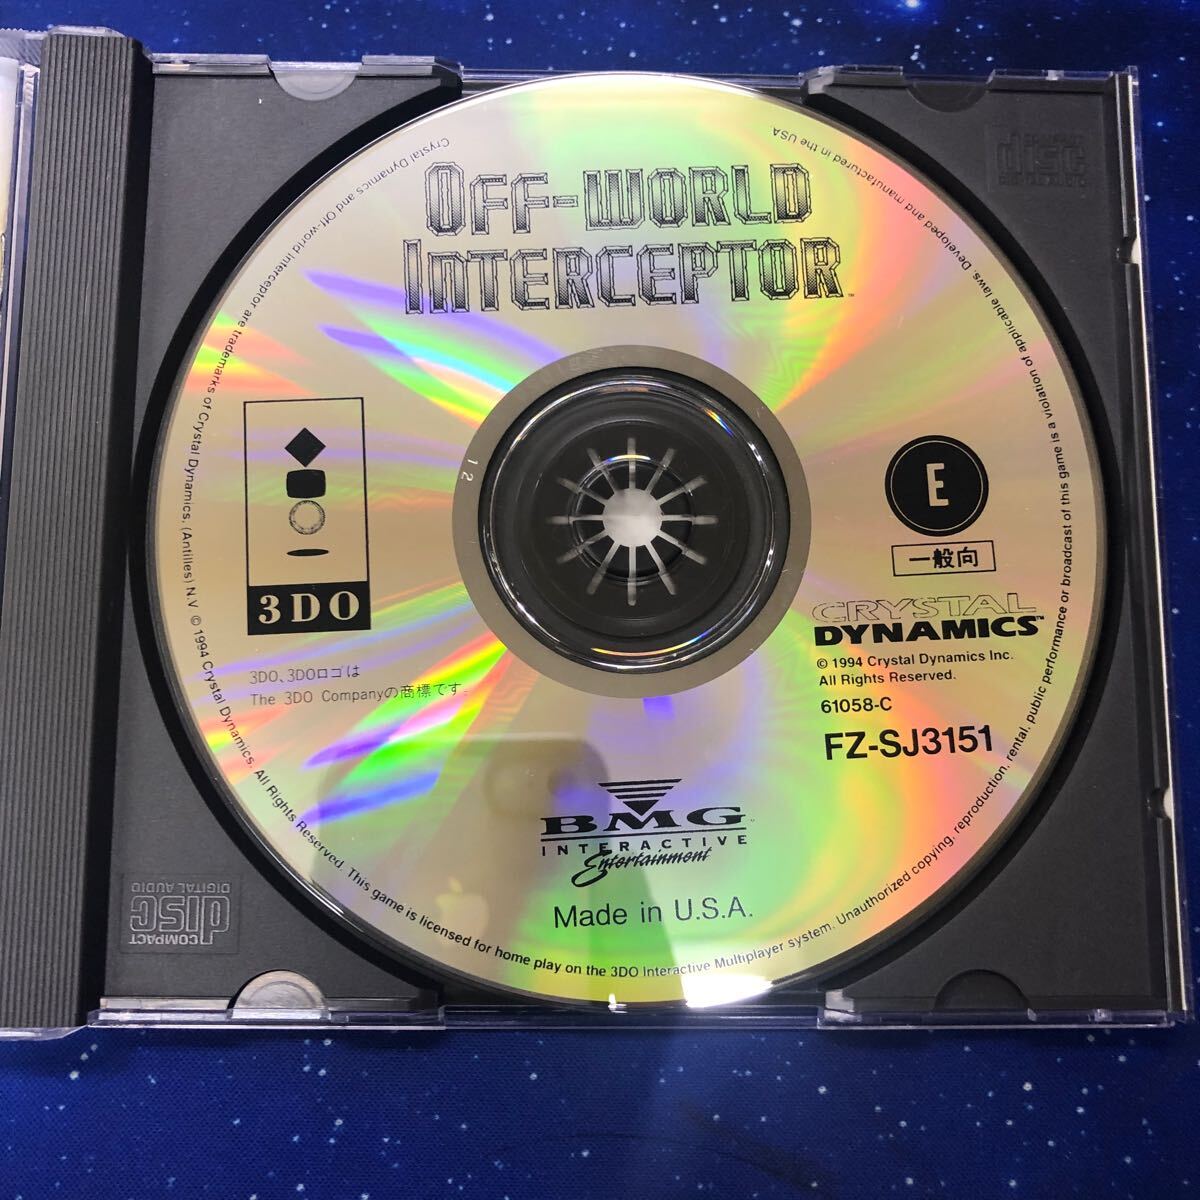 OFF-WORLD
INTERCEPTOR™
3DO
3DO、3DOロゴは
The 3DO Companyの商標です。
E
一般向
CRYSTAL
DYNAMICS™
© 1994 Crystal Dynamics Inc.
All Rights Reserved.
61058-C
FZ-SJ3151
BMG
INTERACTIVE
Entertainment
Made in U.S.A.
Crystal Dynamics and Off-world Interceptor are trademarks of Crystal Dynamics, (Antilles) N.V © 1994 Crystal Dynamics. All Rights Reserved. This game is licensed for home play on the 3DO Interactive Multiplayer system. Unauthorized copying, reproduction, rental, public performance or broadcast of this game is a violation of applicable laws. Developed and manufactured in the USA
12
COMPACT
disc
DIGITAL AUDIO